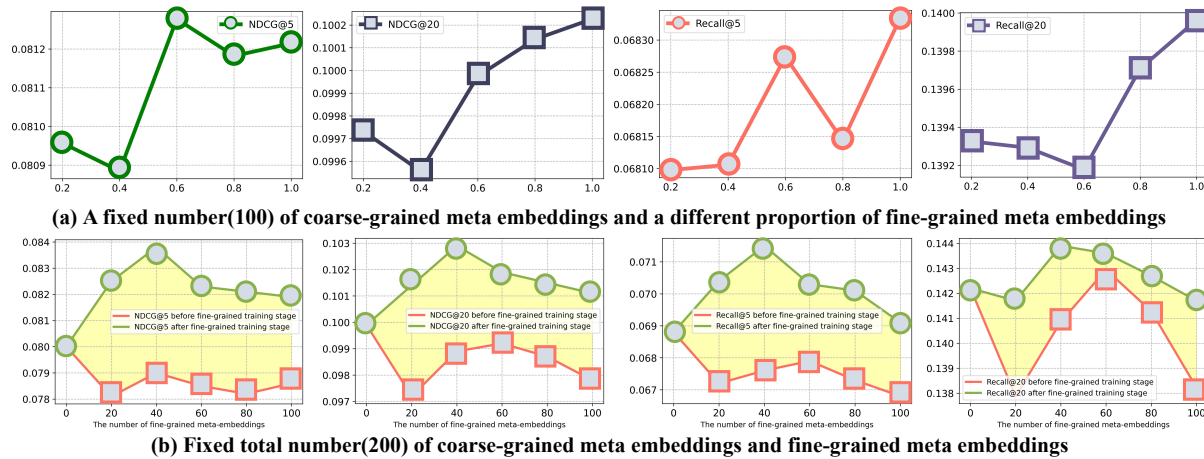 NDCG@5
0.0812
0.0811
0.0810
0.0809
0.2 0.4 0.6 0.8 1.0
NDCG@20
0.1002
0.1001
0.1000
0.0998
0.0997
0.0996
0.2 0.4 0.6 0.8 1.0
Recall@5
0.06830
0.06825
0.06820
0.06815
0.06810
0.2 0.4 0.6 0.8 1.0
Recall@20
0.1400
0.1398
0.1396
0.1394
0.1392
0.2 0.4 0.6 0.8 1.0
(a) A fixed number(100) of coarse-grained meta embeddings and a different proportion of fine-grained meta embeddings
0.084
0.083
0.082
0.080
0.079
0.078
NDCG@5 before fine-grained training stage
NDCG@5 after fine-grained training stage
0 20 40 60 80 100
The number of fine-grained meta-embeddings
0.103
0.102
0.101
0.100
0.099
0.098
0.097
NDCG@20 before fine-grained training stage
NDCG@20 after fine-grained training stage
0 20 40 60 80 100
The number of fine-grained meta-embeddings
0.071
0.070
0.069
0.068
0.067
Recall@5 before fine-grained training stage
Recall@5 after fine-grained training stage
0 20 40 60 80 100
The number of fine-grained meta-embeddings
0.144
0.143
0.142
0.141
0.139
0.138
Recall@20 before fine-grained training stage
Recall@20 after fine-grained training stage
0 20 40 60 80 100
The number of fine-grained meta-embeddings
(b) Fixed total number(200) of coarse-grained meta embeddings and fine-grained meta embeddings